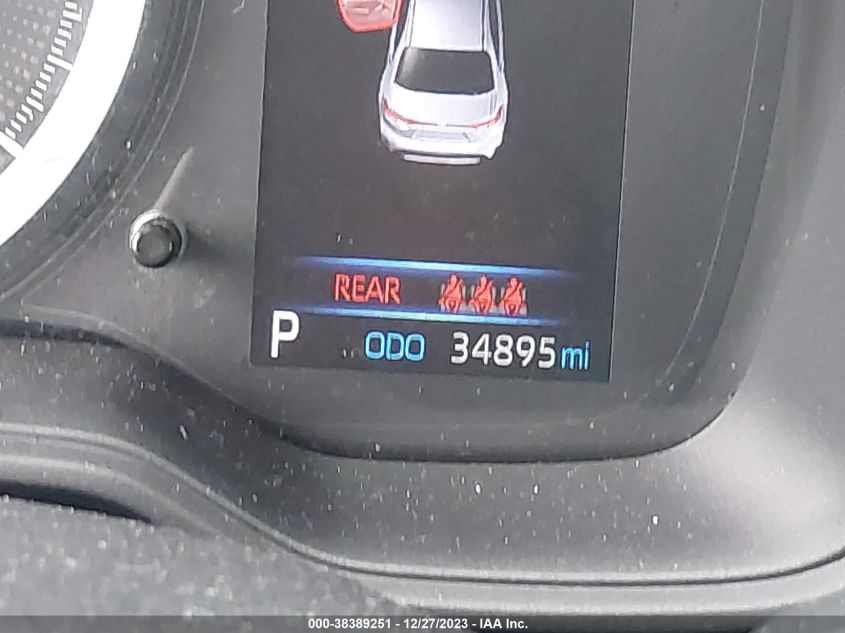 REAR
P ODO 34895 mi
000-38389251 - 12/27/2023 - IAA Inc.